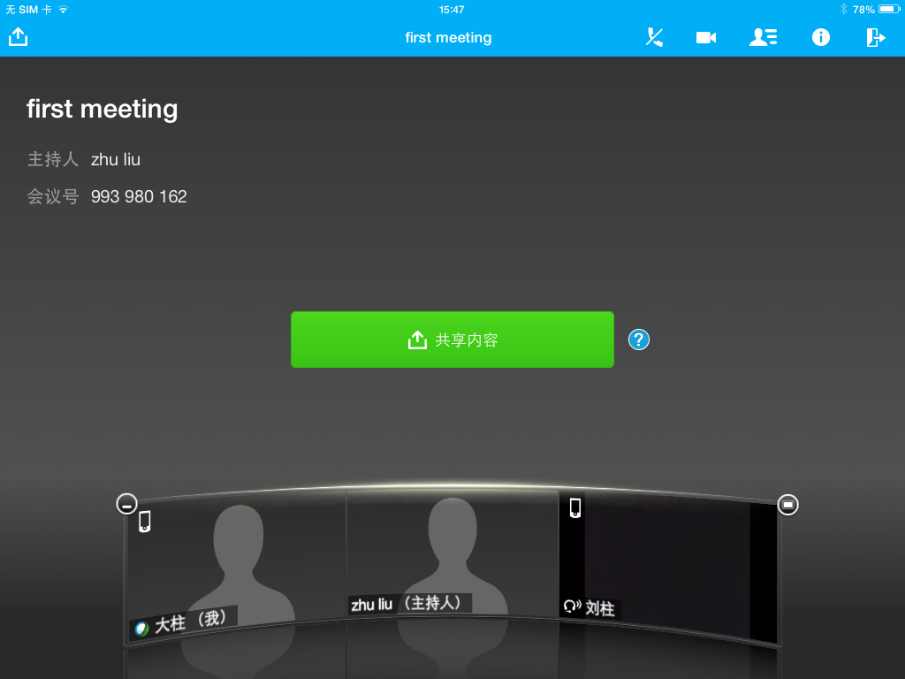 无 SIM 卡
15:47
78%
first meeting
first meeting
主持人 zhu liu
会议号 993 980 162
共享内容
?
大柱 （我）
zhu liu （主持人）
刘柱